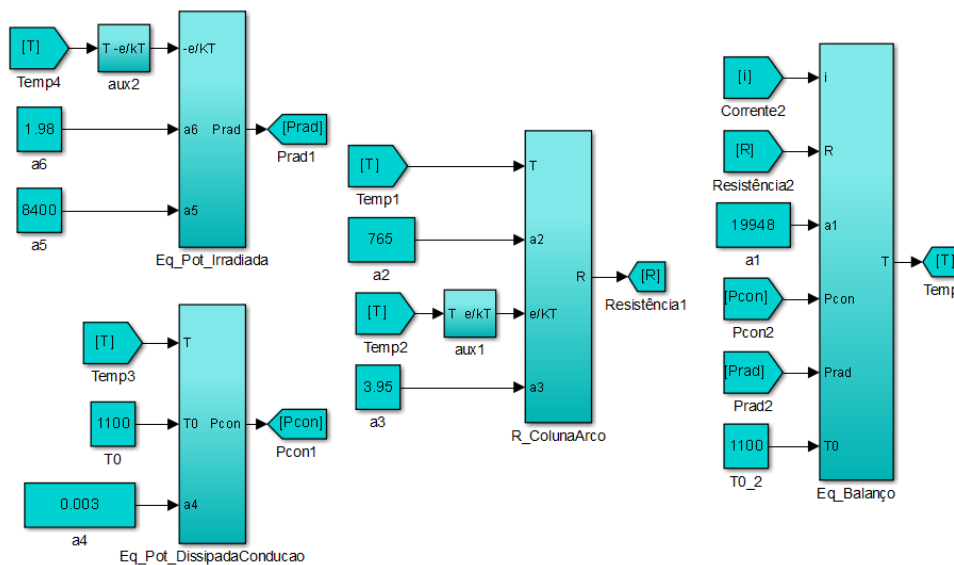 [T]
Temp4
T -e/kT
aux2
1.98
a6
8400
a5
-e/KT
a6
Prad
a5
Eq_Pot_Irradiada
[Prad]
Prad1
[T]
Temp3
1100
T0
0.003
a4
T
T0
Pcon
a4
Eq_Pot_DissipadaConducao
[Pcon]
Pcon1
[T]
Temp1
765
a2
[T]
Temp2
T e/kT
aux1
3.95
a3
T
a2
R
e/KT
a3
R_ColunaArco
[R]
Resistência1
[i]
Corrente2
[R]
Resistência2
19948
a1
[Pcon]
Pcon2
[Prad]
Prad2
1100
T0_2
i
R
a1
T
Pcon
Prad
T0
Eq_Balanço
[T]
Temp